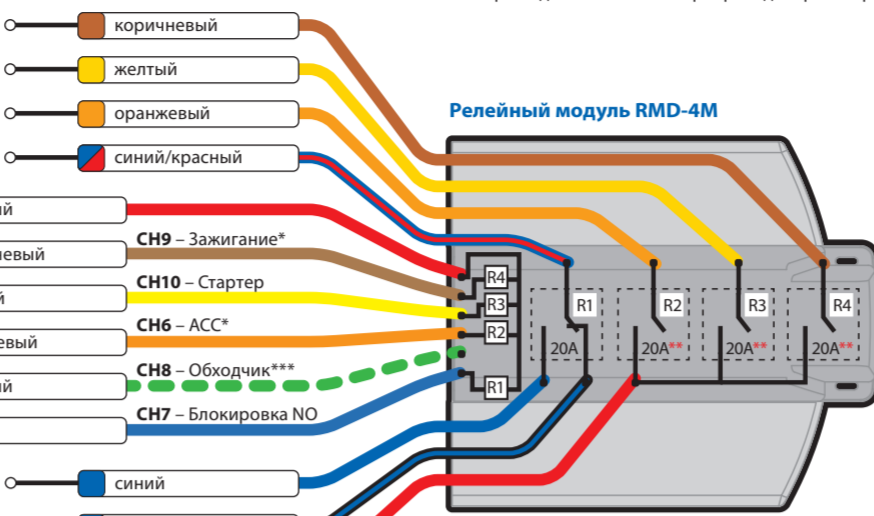 коричневый
желтый
оранжевый
синий/красный
Релейный модуль RMD-4M
CH9 – Зажигание*
CH10 – Стартер
CH6 – ACC*
CH8 – Обходчик***
CH7 – Блокировка NO
синий
R4
R3
R2
R1
R1
R2
R3
R4
20A
20A**
20A**
20A**